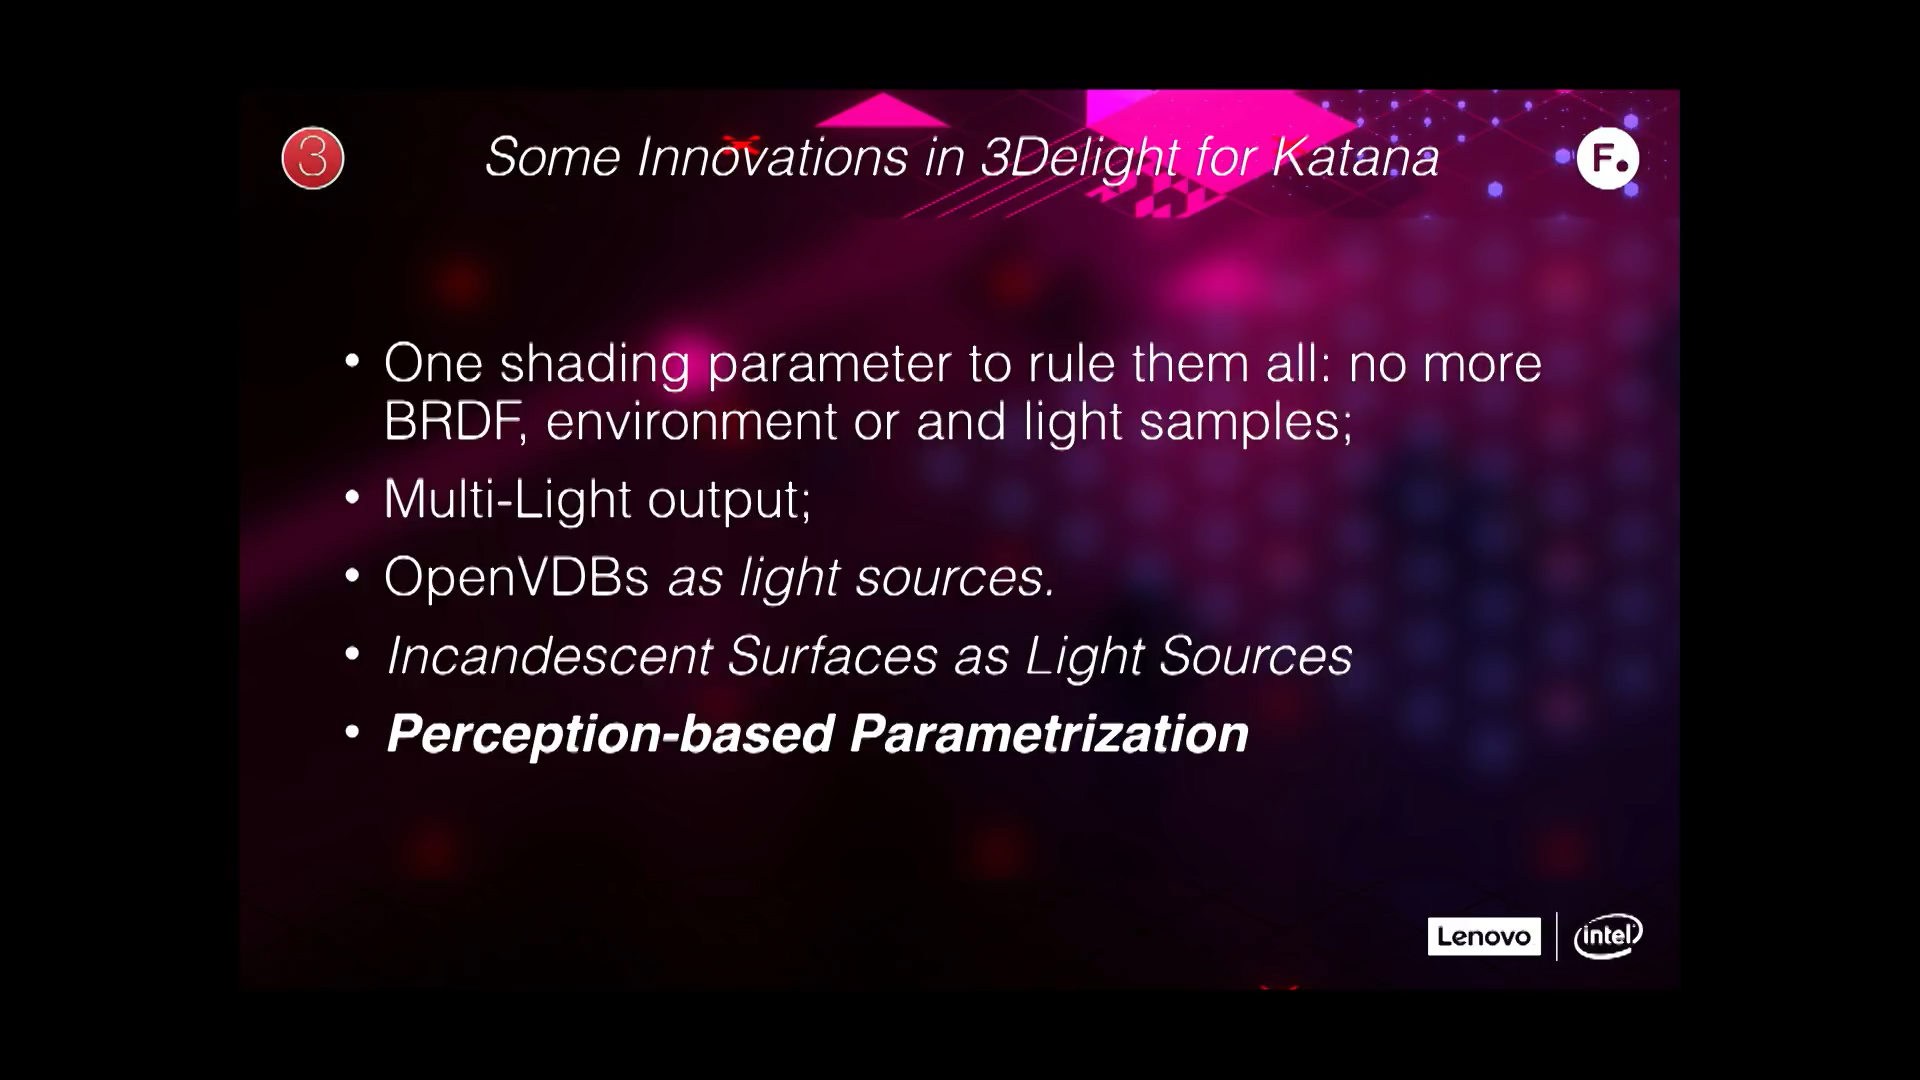 3
Some Innovations in 3Delight for Katana
F.
• One shading parameter to rule them all: no more
BRDF, environment or and light samples;
• Multi-Light output;
• OpenVDBs as light sources.
• Incandescent Surfaces as Light Sources
• Perception-based Parametrization
Lenovo
intel